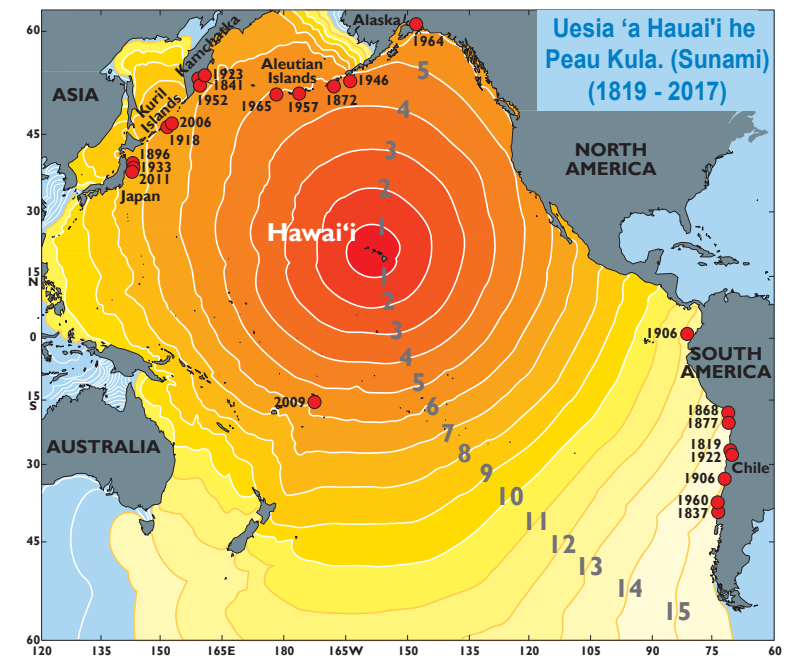 Uesia ‘a Hauai'i he
Peau Kula. (Sunami)
(1819 - 2017)
60
Alaska
1964
Kamchatka
1923
1841
1952
Aleutian
Islands
1946
1872
1957
1965
5
ASIA
Kuril
Islands
2006
1918
4
45
NORTH
AMERICA
1896
1933
2011
Japan
3
2
30
1
Hawai‘i
15
N
1
2
3
0
1906
4
SOUTH
AMERICA
5
15
S
2009
6
1868
1877
7
AUSTRALIA
8
1819
1922
30
9
Chile
1906
10
1960
1837
11
45
12
13
14
15
60
120
135
150
165E
180
165W
150
135
120
105
90
75
60